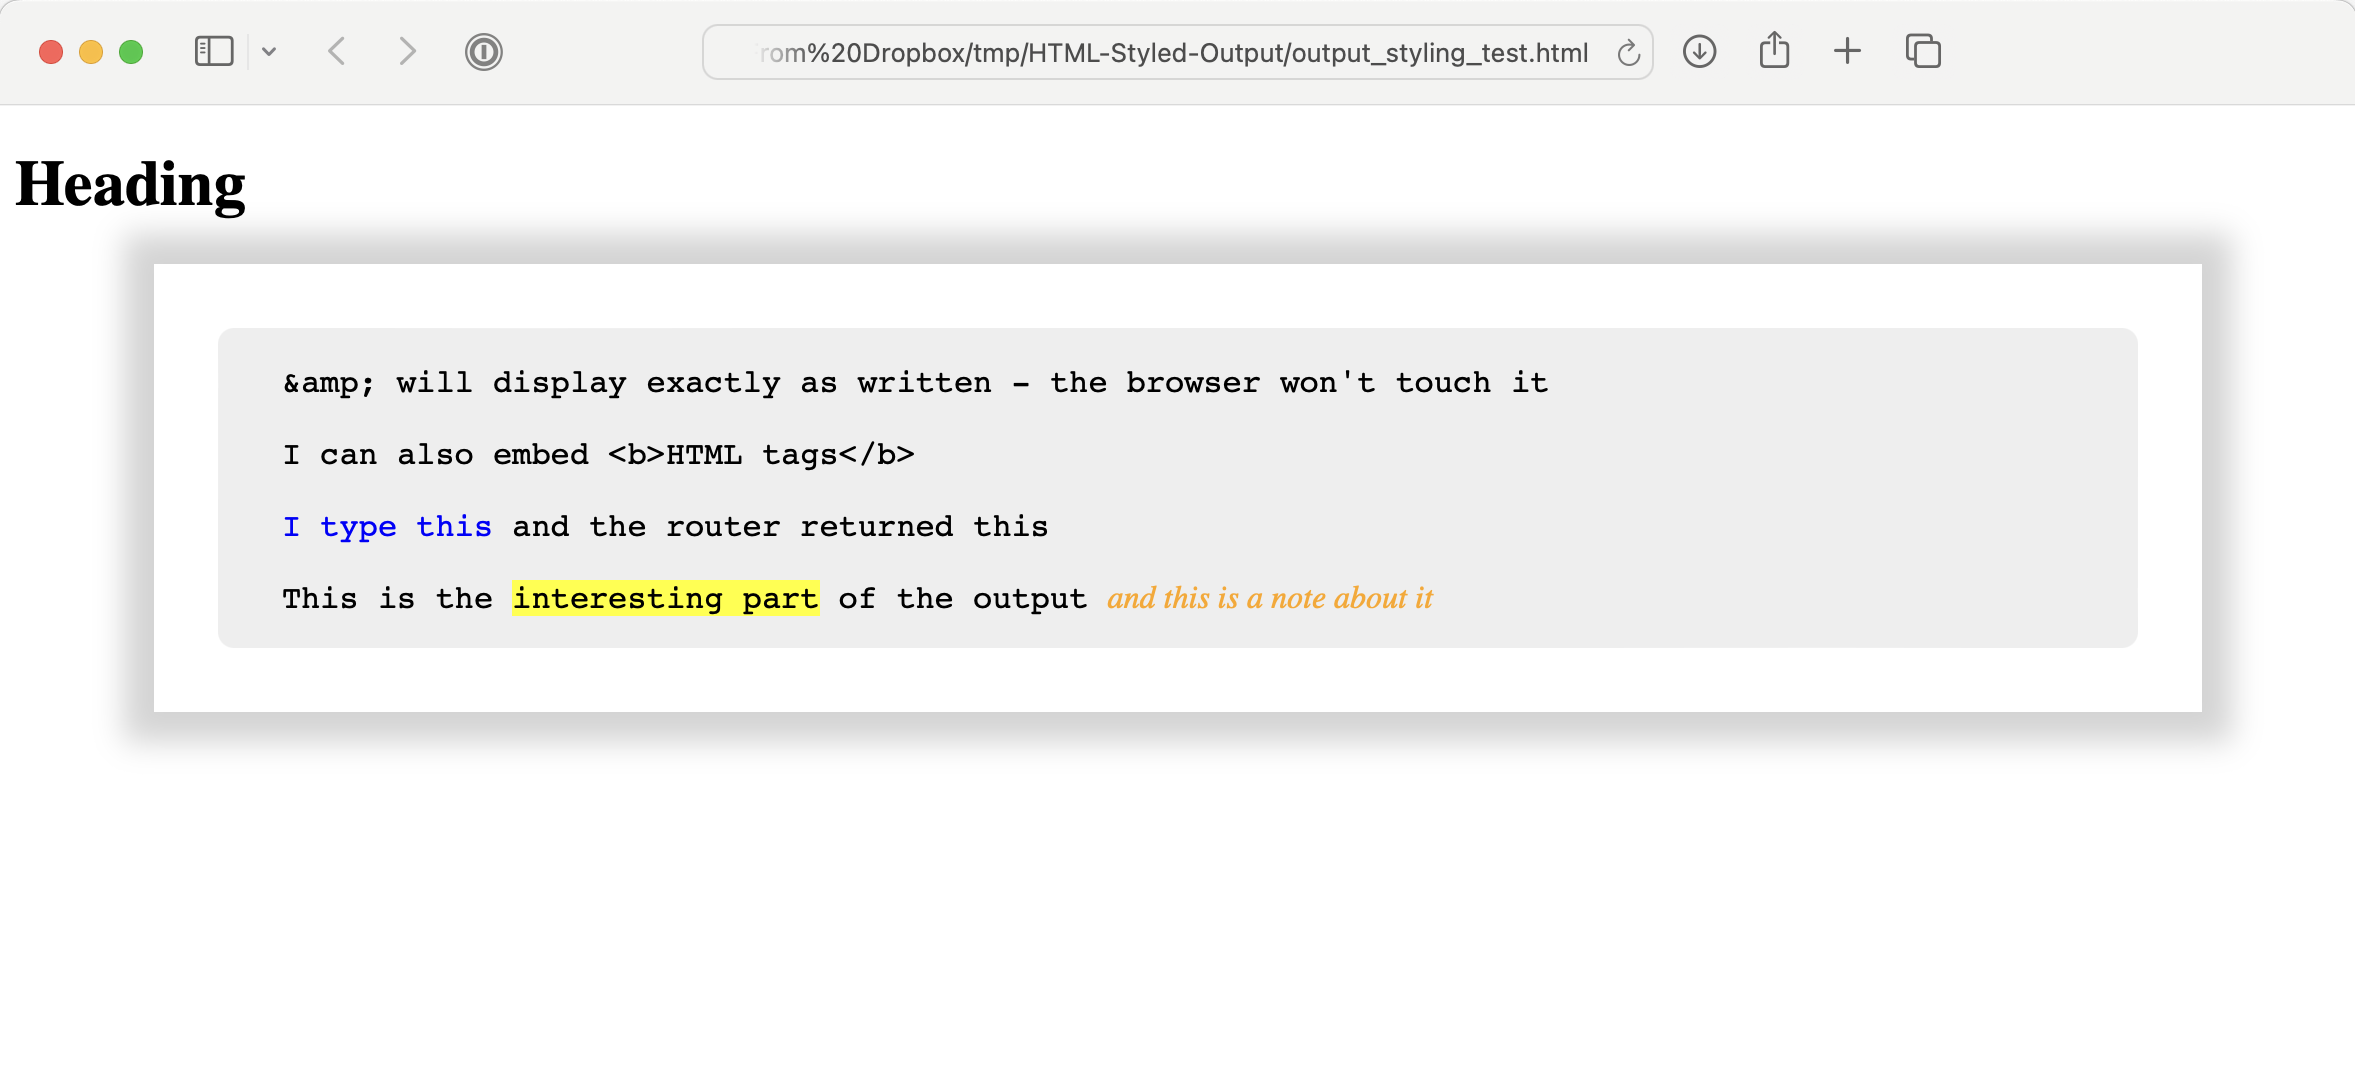 rom%20Dropbox/tmp/HTML-Styled-Output/output_styling_test.html
Heading
&amp; will display exactly as written - the browser won't touch it
I can also embed <b>HTML tags</b>
I type this and the router returned this
This is the interesting part of the output and this is a note about it